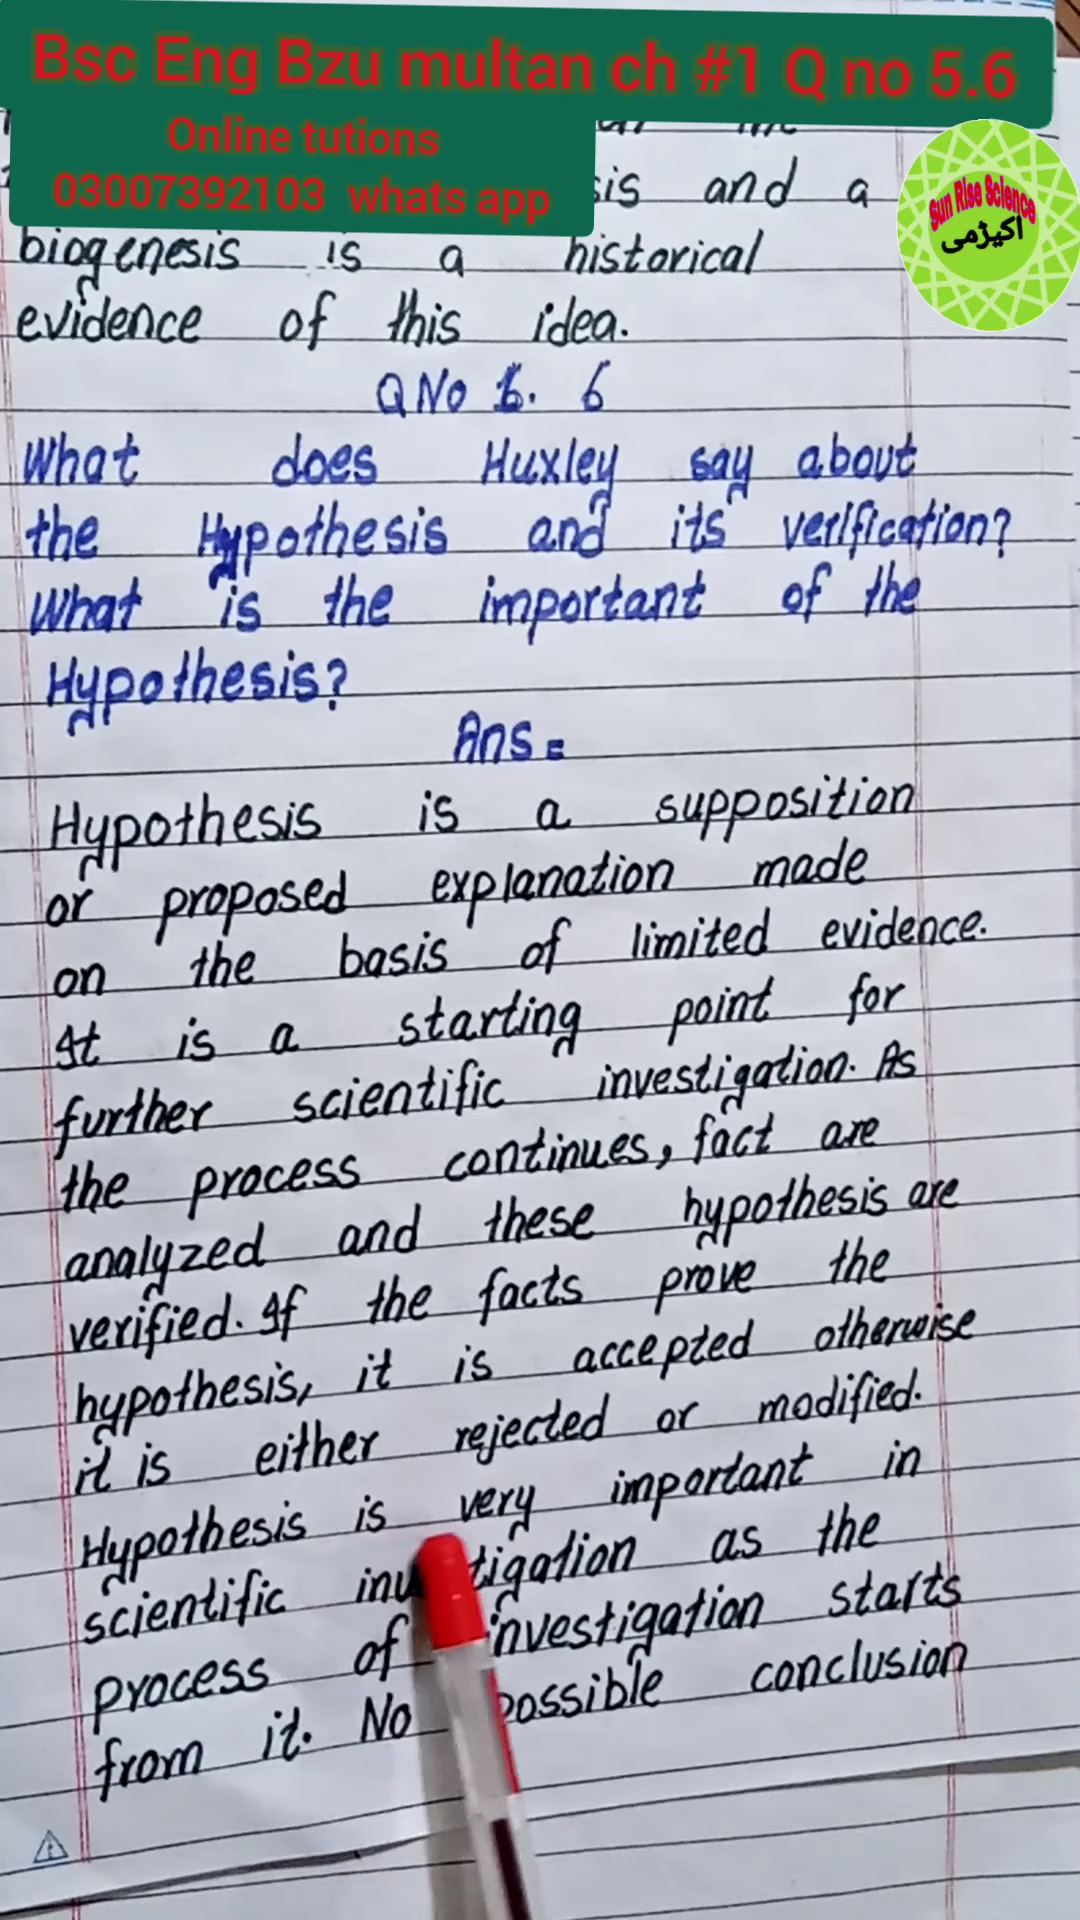 Bsc Eng Bzu multan ch #1 Q no 5.6
Online tutions
03007392103 whats app
Sun Rise Science
اکیڈمی
and a
biogenesis is a historical
evidence of this idea.
Q No 6. 6
What does Huxley say about
the Hypothesis and its verification?
What is the important of the
Hypothesis?
Ans =
Hypothesis is a supposition
or proposed explanation made
on the basis of limited evidence.
It is a starting point for
further scientific investigation. As
the process continues, fact are
analyzed and these hypothesis are
verified. If the facts prove the
hypothesis, it is accepted otherwise
it is either rejected or modified.
Hypothesis is very important in
scientific investigation as the
process of investigation starts
from it. No possible conclusion